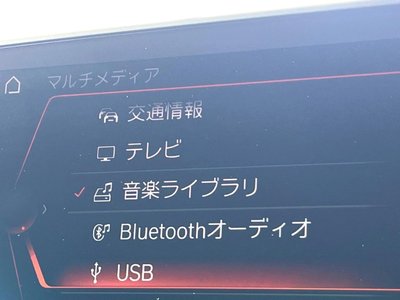 マルチメディア
交通情報
テレビ
音楽ライブラリ
Bluetoothオーディオ
USB